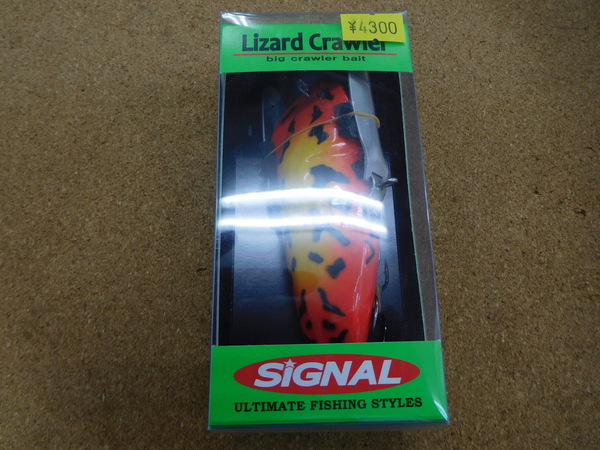 ¥4300
Lizard Crawler
big crawler bait
SiGNAL
ULTIMATE FISHING STYLES